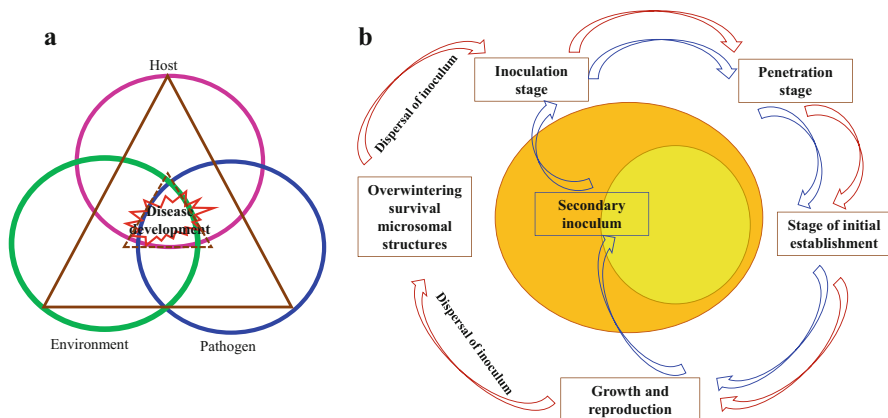 a
Host
Disease
development
Environment
Pathogen
b
Inoculation
stage
Penetration
stage
Dispersal of inoculum
Overwintering
survival
microsomal
structures
Secondary
inoculum
Stage of initial
establishment
Dispersal of inoculum
Growth and
reproduction